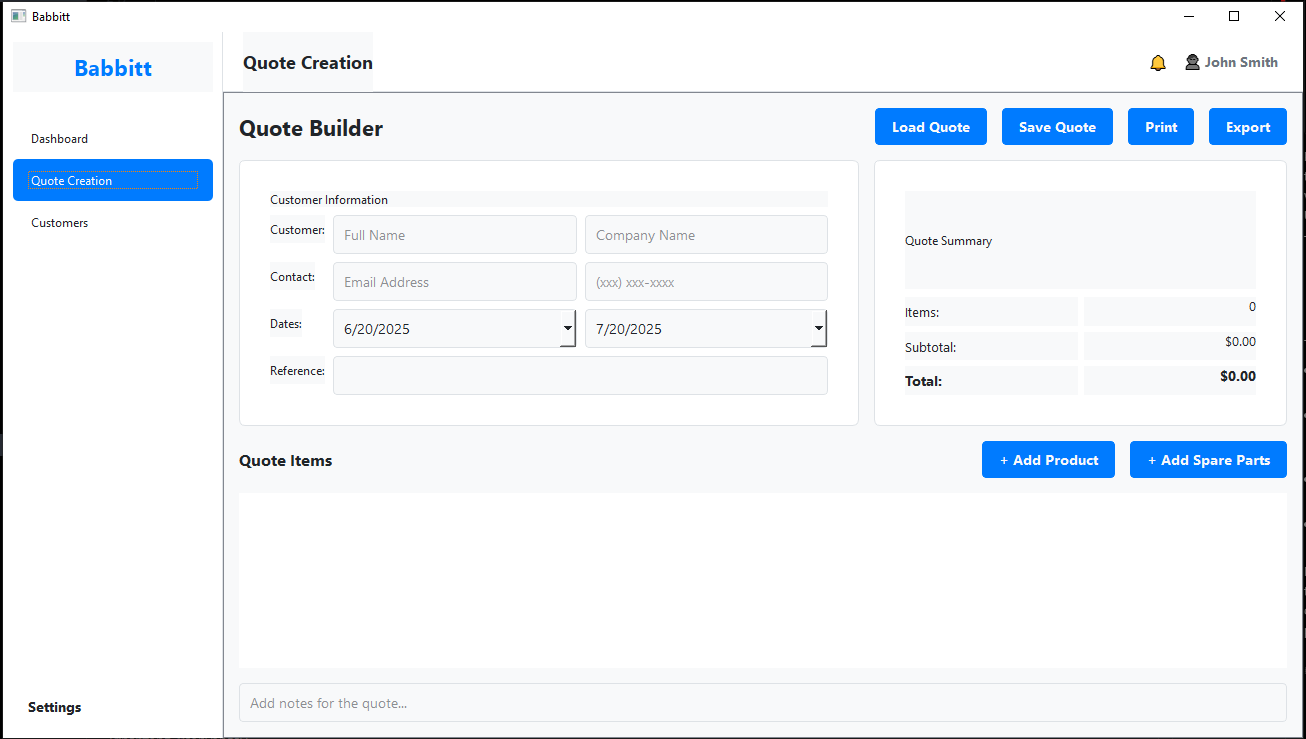 Babbitt
Babbitt
Quote Creation
John Smith
Dashboard
Quote Creation
Customers
Settings
Quote Builder
Load Quote
Save Quote
Print
Export
Customer Information
Customer:
Full Name
Company Name
Contact:
Email Address
(xxx) xxx-xxxx
Dates:
6/20/2025
7/20/2025
Reference:
Quote Summary
Items:
0
Subtotal:
$0.00
Total:
$0.00
Quote Items
+ Add Product
+ Add Spare Parts
Add notes for the quote...